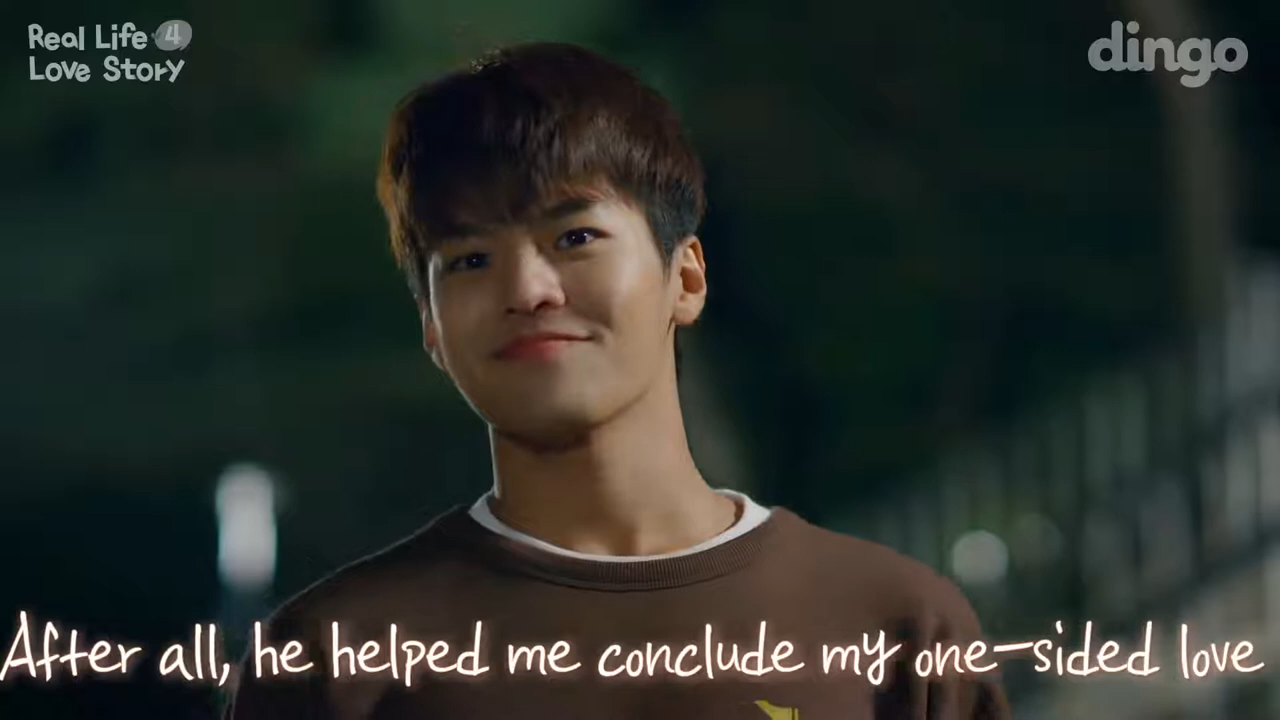 Real Life 4
Love Story
dingo
After all, he helped me conclude my one-sided love